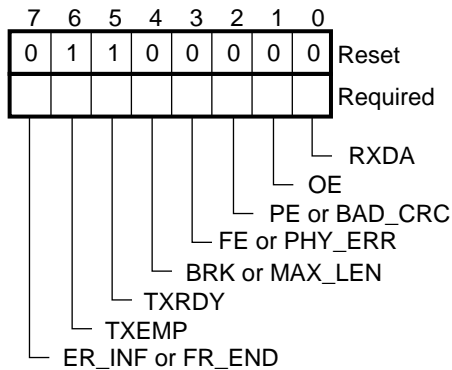 7 6 5 4 3 2 1 0
0 1 1 0 0 0 0 0 Reset
Required
RXDA
OE
PE or BAD_CRC
FE or PHY_ERR
BRK or MAX_LEN
TXRDY
TXEMP
ER_INF or FR_END